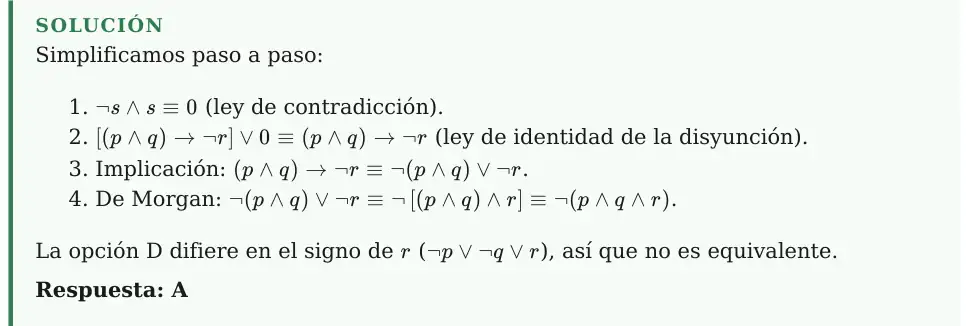 SOLUCIÓN
Simplificamos paso a paso:
1. ¬s ∧ s ≡ 0 (ley de contradicción).
2. [(p ∧ q) → ¬r] ∨ 0 ≡ (p ∧ q) → ¬r (ley de identidad de la disyunción).
3. Implicación: (p ∧ q) → ¬r ≡ ¬(p ∧ q) ∨ ¬r.
4. De Morgan: ¬(p ∧ q) ∨ ¬r ≡ ¬ [(p ∧ q) ∧ r] ≡ ¬(p ∧ q ∧ r).
La opción D difiere en el signo de r (¬p ∨ ¬q ∨ r), así que no es equivalente.
Respuesta: A